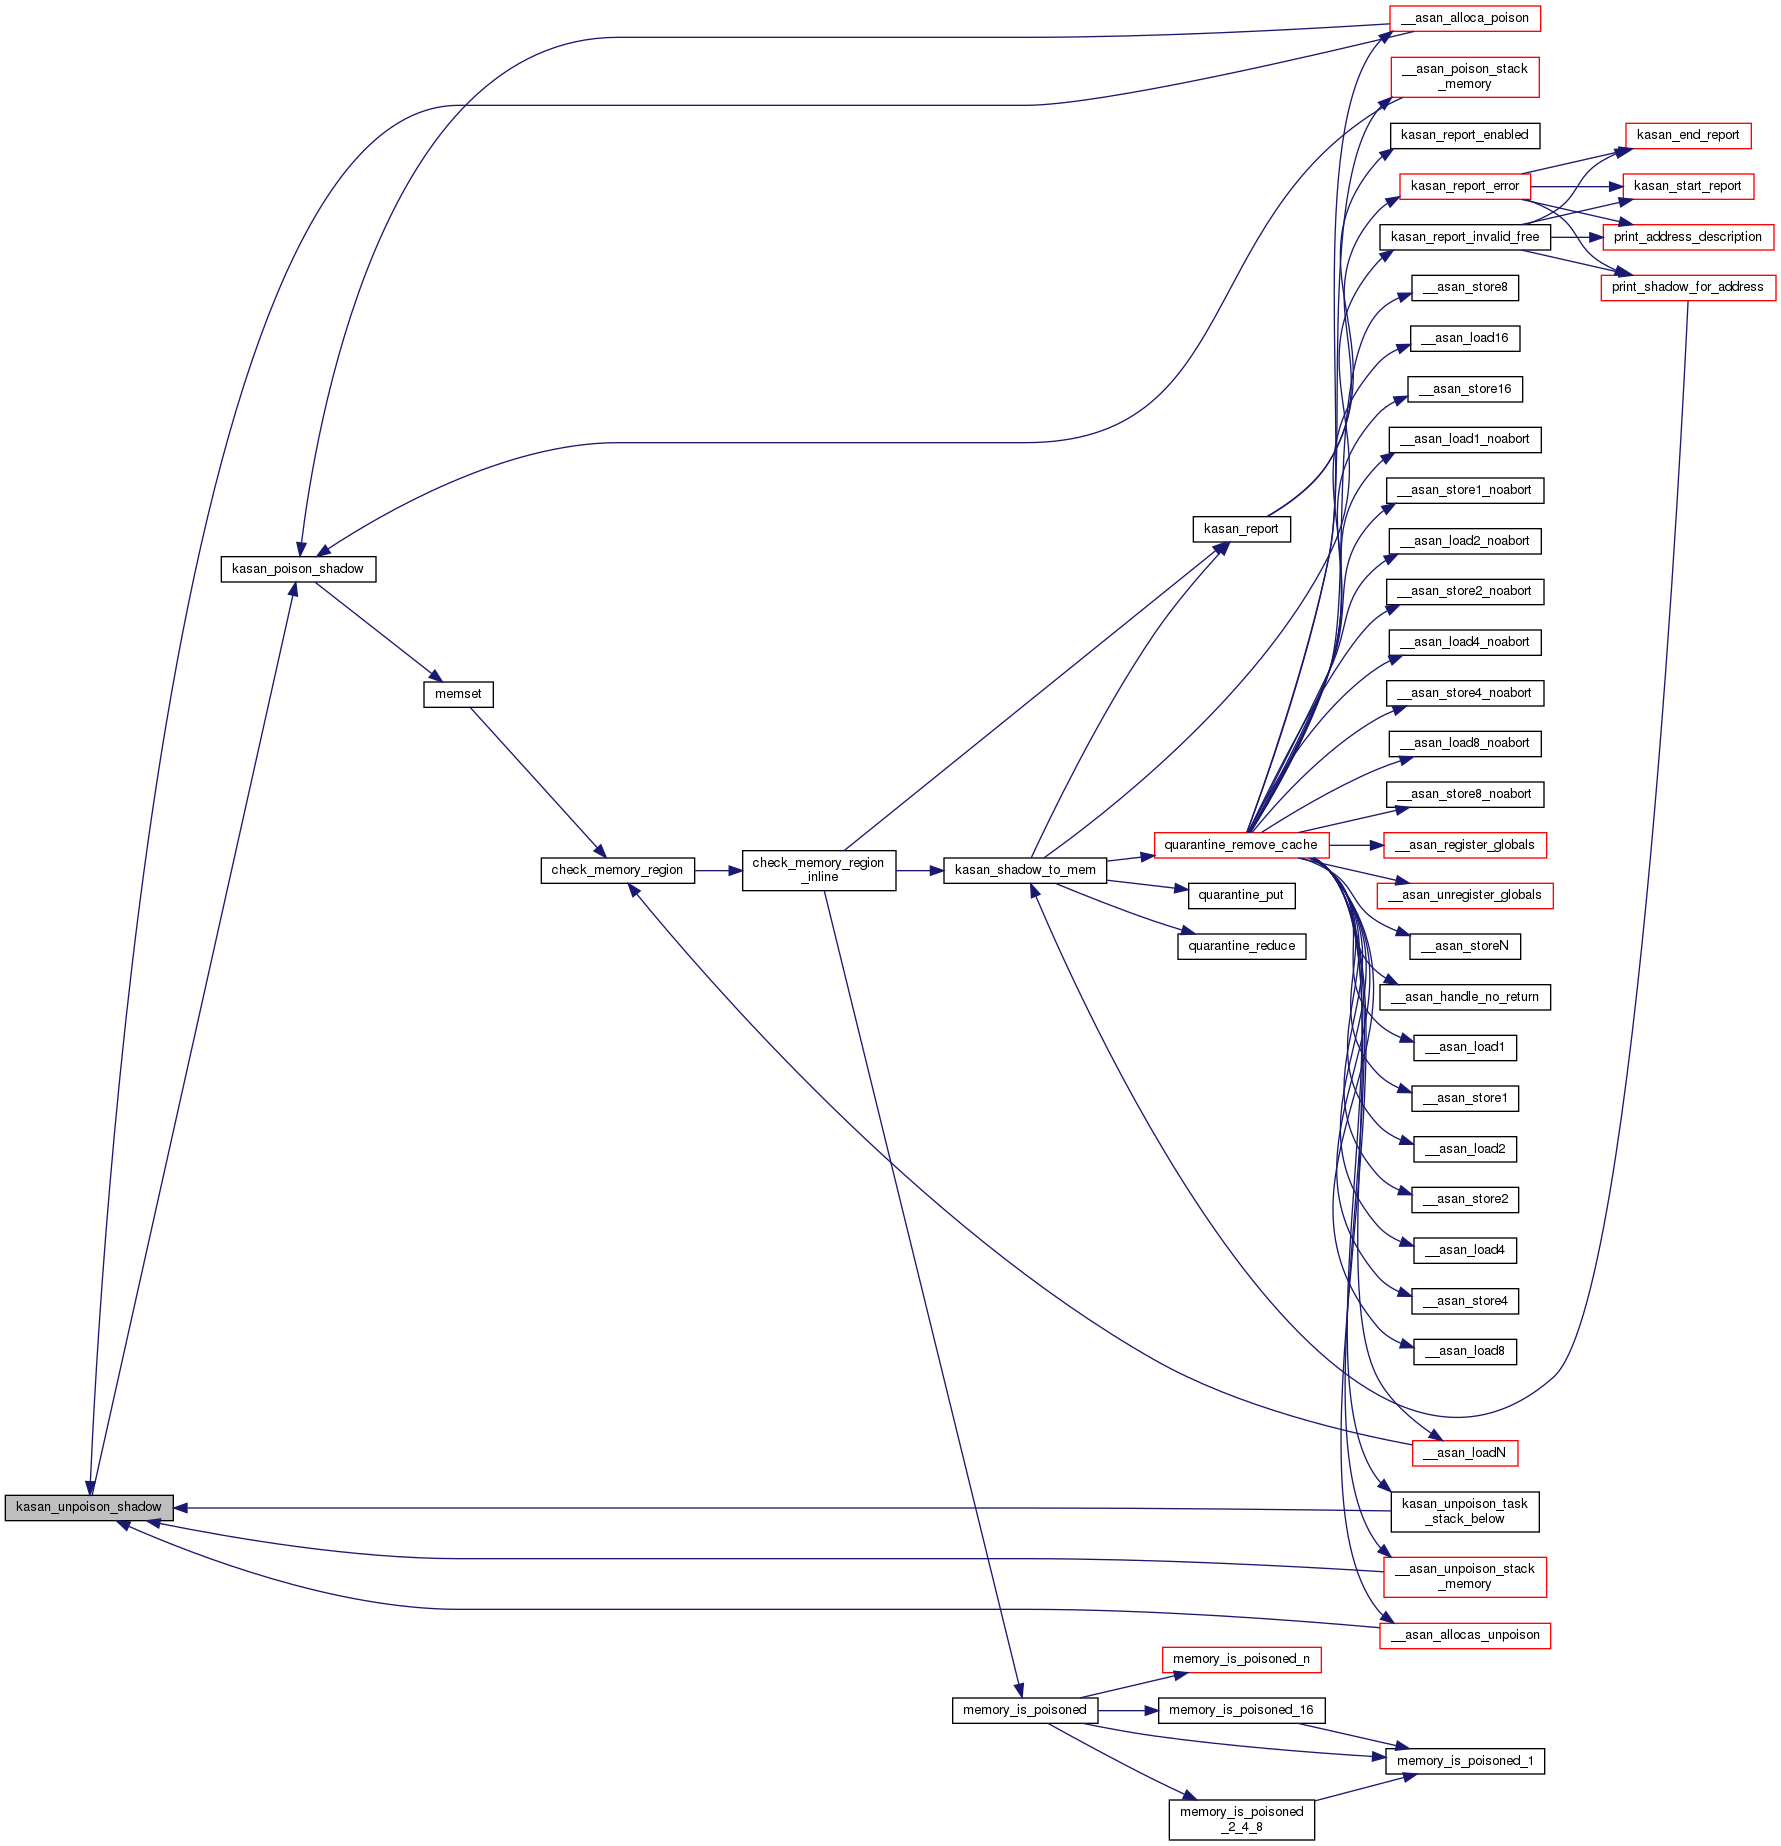 __asan_alloca_poison
__asan_poison_stack
_memory
kasan_report_enabled
kasan_end_report
kasan_report_error
kasan_start_report
kasan_report_invalid_free
print_address_description
__asan_store8
print_shadow_for_address
__asan_load16
__asan_store16
__asan_load1_noabort
__asan_store1_noabort
kasan_report
__asan_load2_noabort
kasan_poison_shadow
__asan_store2_noabort
__asan_load4_noabort
memset
__asan_store4_noabort
__asan_load8_noabort
__asan_store8_noabort
quarantine_remove_cache
__asan_register_globals
check_memory_region
check_memory_region
_inline
kasan_shadow_to_mem
quarantine_put
__asan_unregister_globals
quarantine_reduce
__asan_storeN
__asan_handle_no_return
__asan_load1
__asan_store1
__asan_load2
__asan_store2
__asan_load4
__asan_store4
__asan_load8
__asan_loadN
kasan_unpoison_shadow
kasan_unpoison_task
_stack_below
__asan_unpoison_stack
_memory
__asan_allocas_unpoison
memory_is_poisoned_n
memory_is_poisoned
memory_is_poisoned_16
memory_is_poisoned_1
memory_is_poisoned
_2_4_8